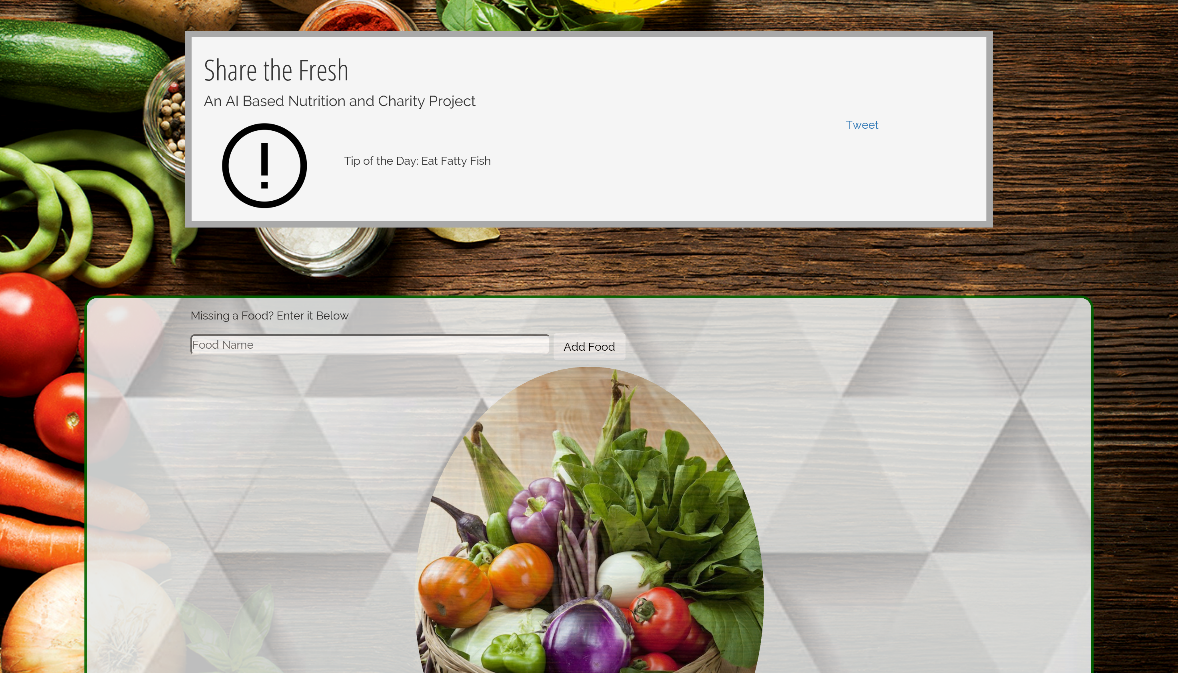 Share the Fresh
An AI Based Nutrition and Charity Project
Tweet
Tip of the Day: Eat Fatty Fish
Missing a Food? Enter it Below
Food Name
Add Food